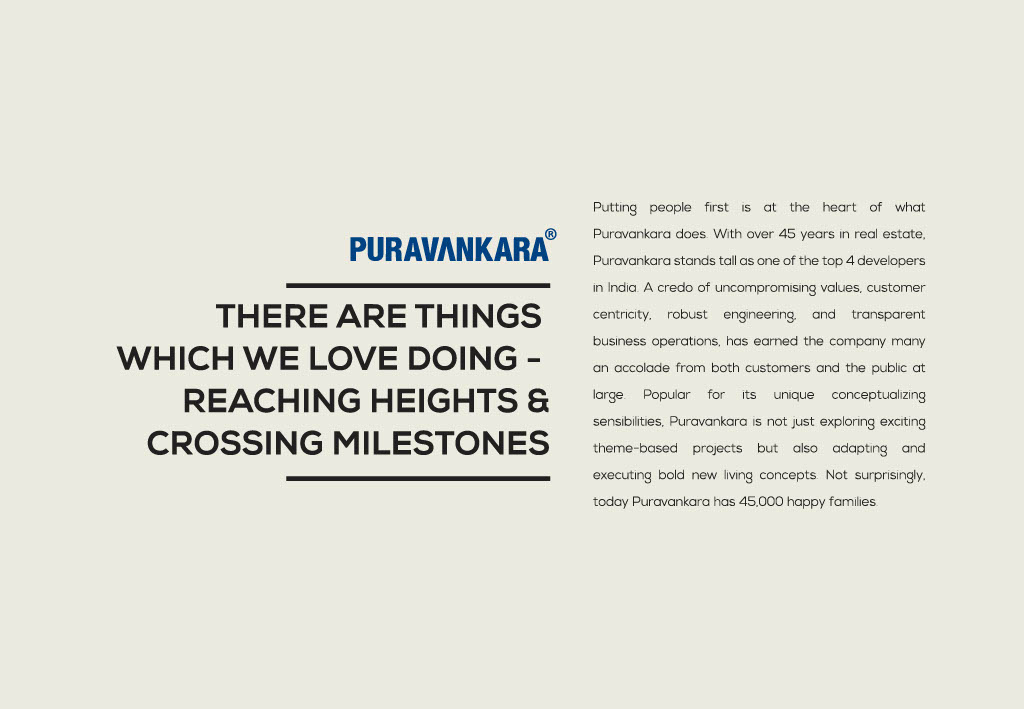 PURAVANKARA®
THERE ARE THINGS
WHICH WE LOVE DOING -
REACHING HEIGHTS &
CROSSING MILESTONES
Putting people first is at the heart of what
Puravankara does. With over 45 years in real estate,
Puravankara stands tall as one of the top 4 developers
in India. A credo of uncompromising values, customer
centricity, robust engineering, and transparent
business operations, has earned the company many
an accolade from both customers and the public at
large. Popular for its unique conceptualizing
sensibilities, Puravankara is not just exploring exciting
theme-based projects but also adapting and
executing bold new living concepts. Not surprisingly,
today Puravankara has 45,000 happy families.